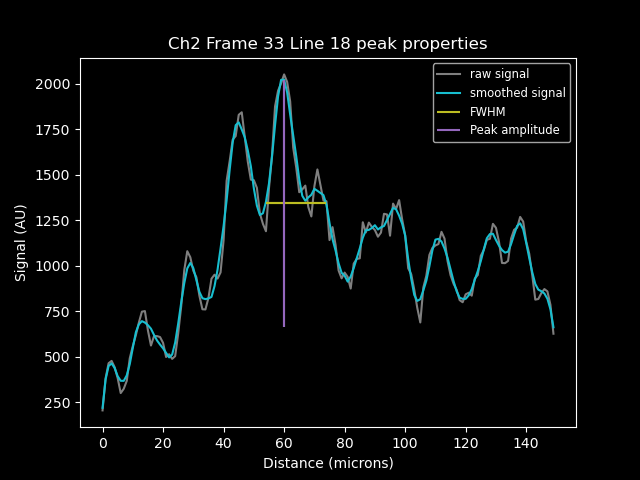 Ch2 Frame 33 Line 18 peak properties
raw signal
smoothed signal
FWHM
Peak amplitude
2000
1750
1500
1250
1000
750
500
250
Signal (AU)
0 20 40 60 80 100 120 140
Distance (microns)